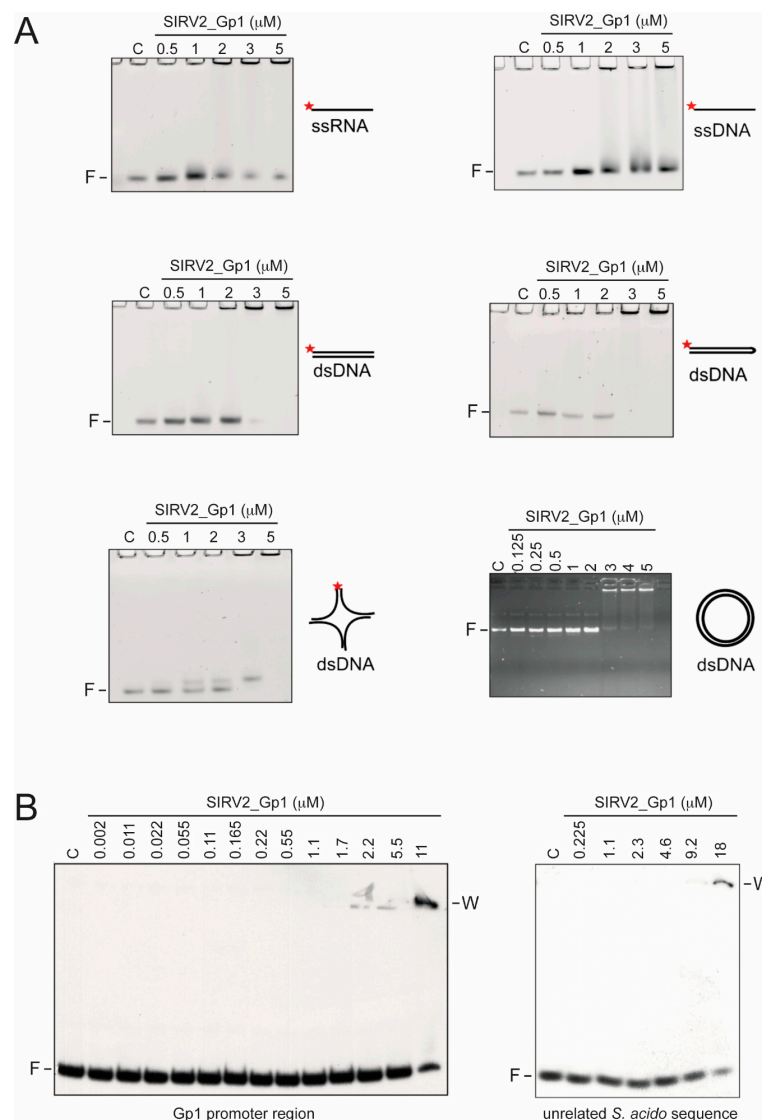 A
SIRV2_Gp1 (μM)
C 0.5 1 2 3 5
F
ssRNA
SIRV2_Gp1 (μM)
C 0.5 1 2 3 5
F
ssDNA
SIRV2_Gp1 (μM)
C 0.5 1 2 3 5
F
dsDNA
SIRV2_Gp1 (μM)
C 0.5 1 2 3 5
F
dsDNA
SIRV2_Gp1 (μM)
C 0.5 1 2 3 5
F
dsDNA
SIRV2_Gp1 (μM)
C 0.125 0.25 0.5 1 2 3 4 5
F
dsDNA
B
SIRV2_Gp1 (μM)
C 0.002 0.011 0.022 0.055 0.11 0.165 0.22 0.55 1.1 1.7 2.2 5.5 11
W
F
Gp1 promoter region
SIRV2_Gp1 (μM)
C 0.225 1.1 2.3 4.6 9.2 18
W
F
unrelated S. acido sequence